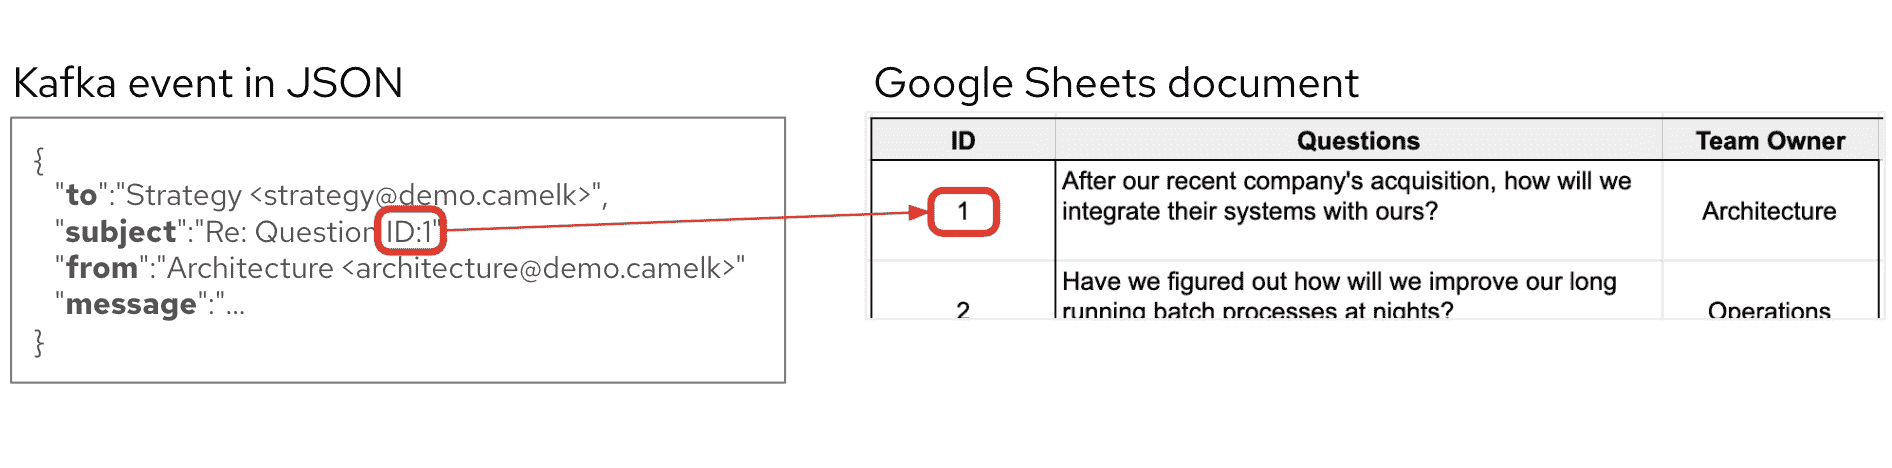 Kafka event in JSON
{
"to":"Strategy <strategy@demo.camelk>",
"subject":"Re: Question ID:1"
"from":"Architecture <architecture@demo.camelk>"
"message":"...
}
Google Sheets document
ID Questions Team Owner
1 After our recent company's acquisition, how will we
integrate their systems with ours? Architecture
2 Have we figured out how will we improve our long
running batch processes at nights? Operations